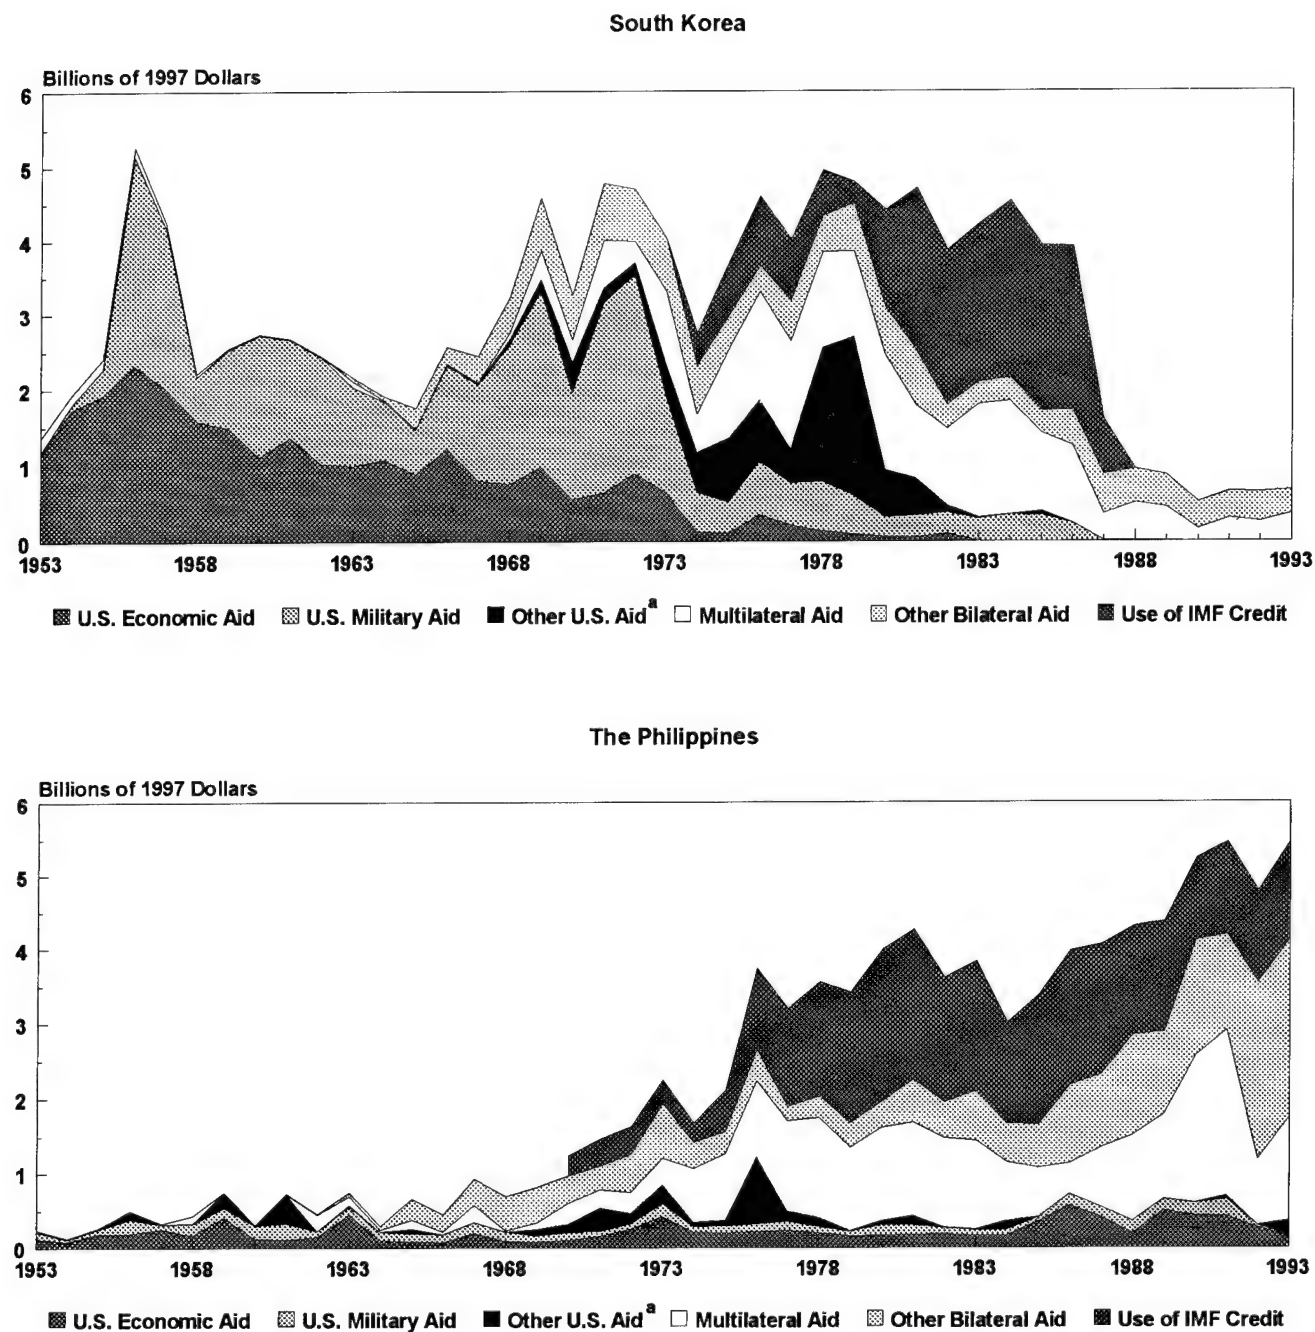 South Korea
Billions of 1997 Dollars
6
5
4
3
2
1
0
1953 1958 1963 1968 1973 1978 1983 1988 1993
U.S. Economic Aid U.S. Military Aid Other U.S. Aid a Multilateral Aid Other Bilateral Aid Use of IMF Credit
The Philippines
Billions of 1997 Dollars
6
5
4
3
2
1
0
1953 1958 1963 1968 1973 1978 1983 1988 1993
U.S. Economic Aid U.S. Military Aid Other U.S. Aid a Multilateral Aid Other Bilateral Aid Use of IMF Credit